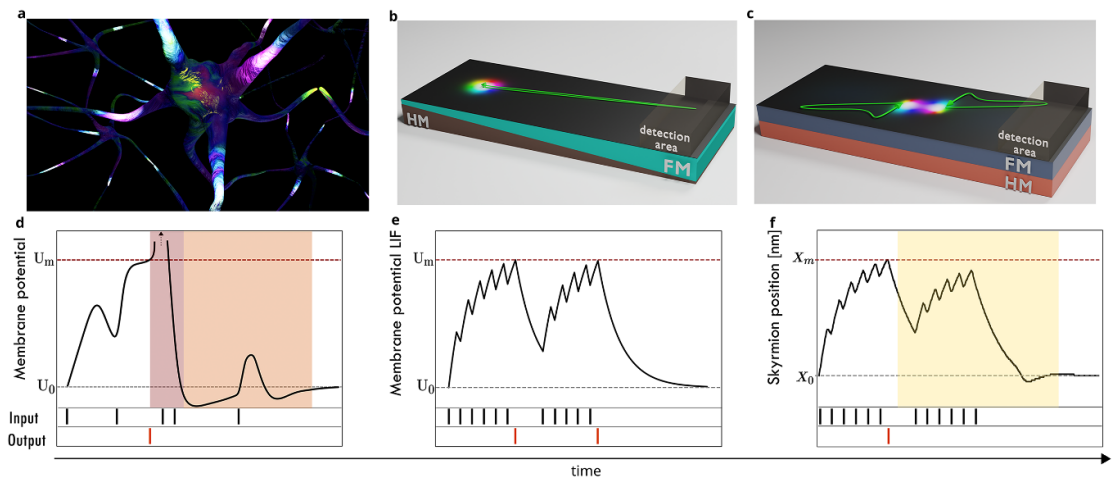 a
b
c
HM
detection
area
FM
detection
area
FM
HM
d
e
f
Membrane potential
Um
U0
Membrane potential LIF
Um
U0
Skyrmion position [nm]
Xm
X0
Input
Output
time